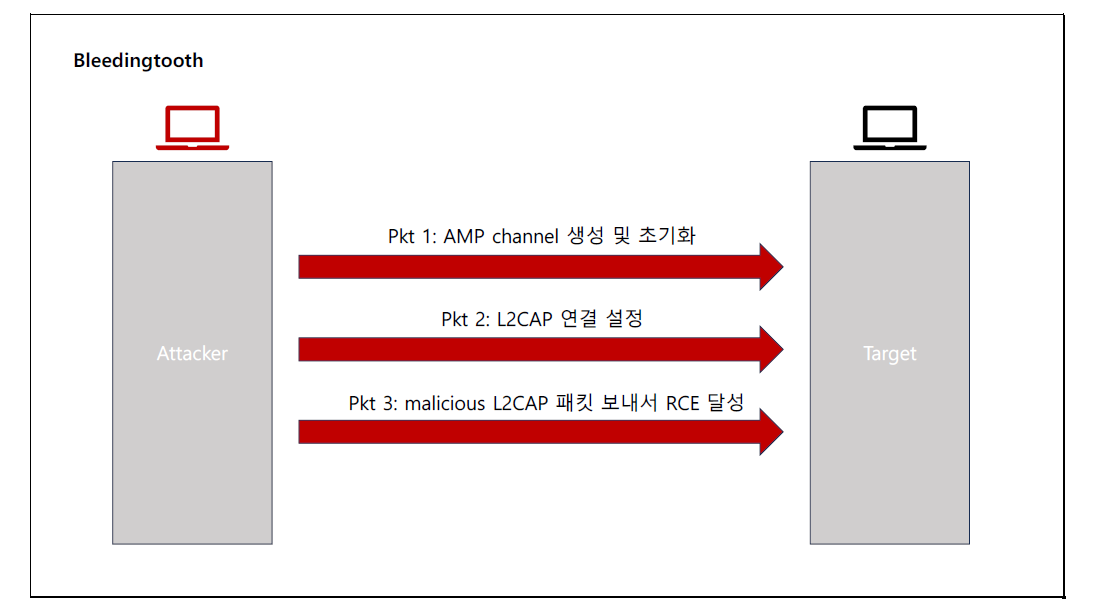 Bleedingtooth
Pkt 1: AMP channel 생성 및 초기화
Pkt 2: L2CAP 연결 설정
Attacker
Target
Pkt 3: malicious L2CAP 패킷 보내서 RCE 달성